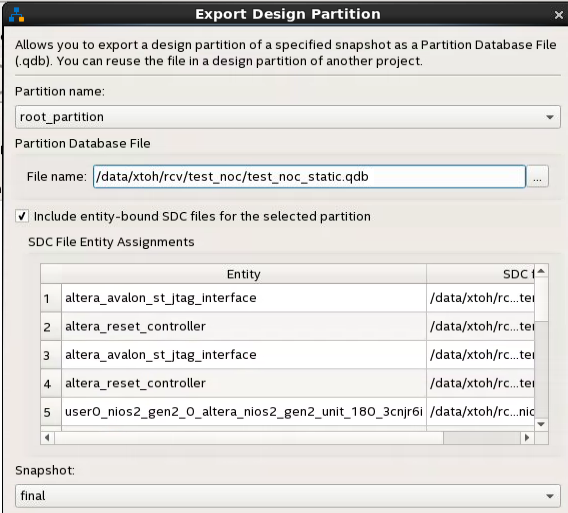 Export Design Partition
Allows you to export a design partition of a specified snapshot as a Partition Database File
(.qdb). You can reuse the file in a design partition of another project.
Partition name:
root_partition
Partition Database File
File name: /data/xtoh/rcv/test_noc/test_noc_static.qdb ...
Include entity-bound SDC files for the selected partition
SDC File Entity Assignments
Entity SDC f
1 altera_avalon_st_jtag_interface /data/xtoh/rc...ter
2 altera_reset_controller /data/xtoh/rc...ter
3 altera_avalon_st_jtag_interface /data/xtoh/rc...ter
4 altera_reset_controller /data/xtoh/rc...ter
5 user0_nios2_gen2_0_altera_nios2_gen2_unit_180_3cnjr6i /data/xtoh/rc...nic
Snapshot:
final